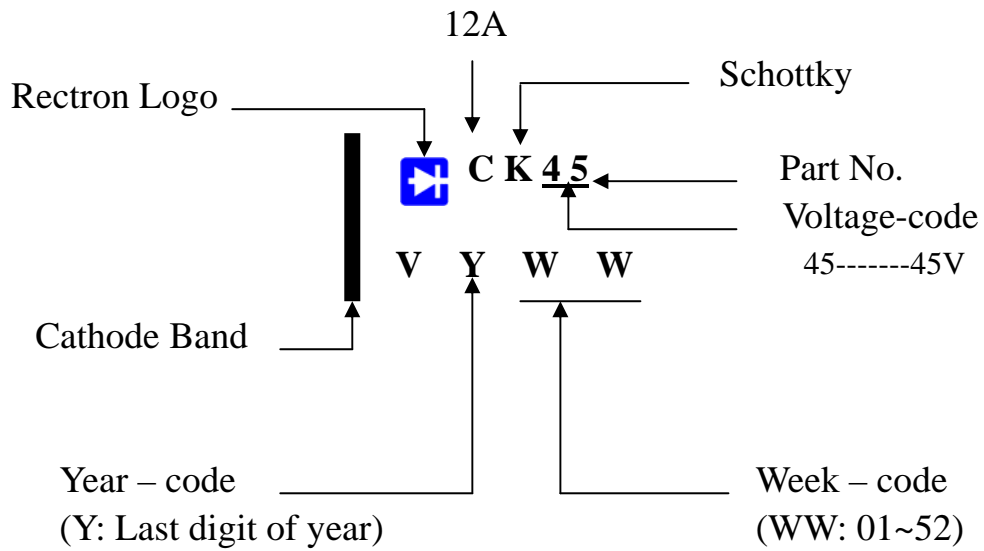 12A
Rectron Logo
Schottky
C K 4 5
Part No.
Voltage-code
V Y W W
45-------45V
Cathode Band
Year – code
(Y: Last digit of year)
Week – code
(WW: 01~52)